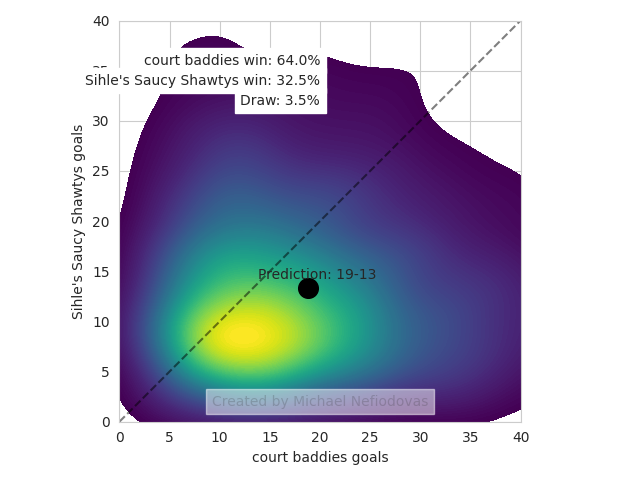 40
35
30
25
20
15
10
5
0
Sihle's Saucy Shawtys goals
court baddies win: 64.0%
Sihle's Saucy Shawtys win: 32.5%
Draw: 3.5%
Prediction: 19-13
Created by Michael Nefiodovas
0 5 10 15 20 25 30 35 40
court baddies goals